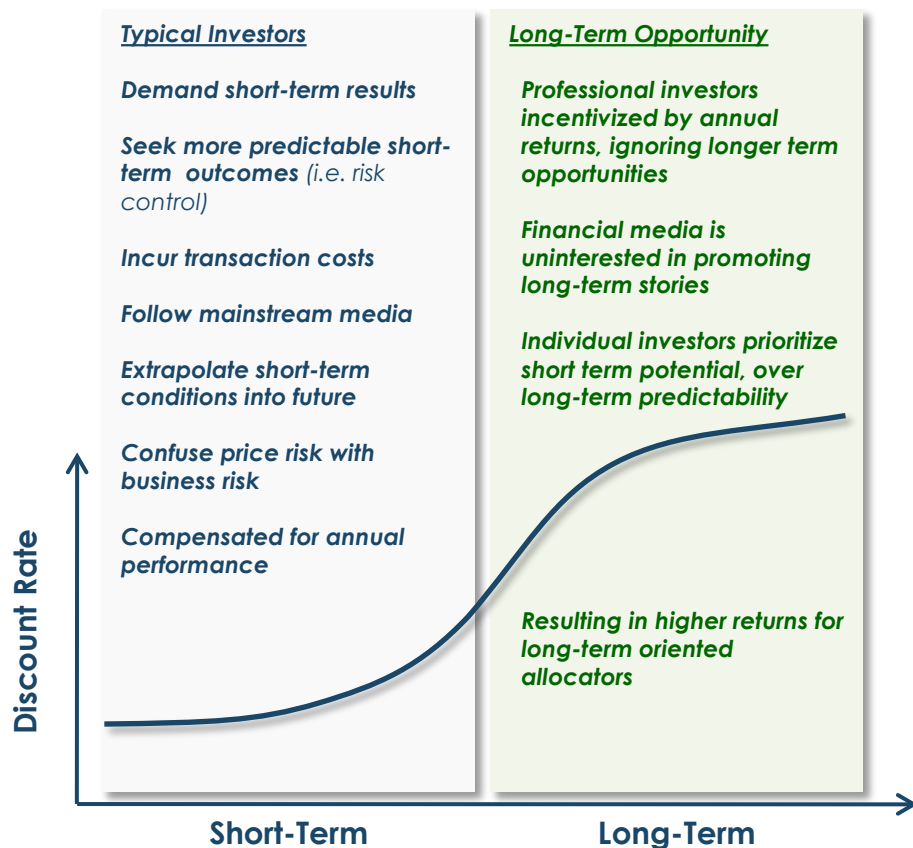 Typical Investors
Demand short-term results
Seek more predictable short-
term outcomes (i.e. risk
control)
Incur transaction costs
Follow mainstream media
Extrapolate short-term
conditions into future
Confuse price risk with
business risk
Compensated for annual
performance
Long-Term Opportunity
Professional investors
incentivized by annual
returns, ignoring longer term
opportunities
Financial media is
uninterested in promoting
long-term stories
Individual investors prioritize
short term potential, over
long-term predictability
Resulting in higher returns for
long-term oriented
allocators
Discount Rate
Short-Term
Long-Term